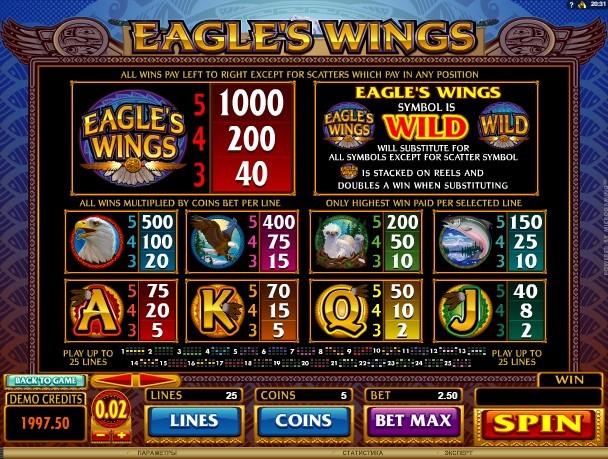 ? 20:31
EAGLE'S WINGS
ALL WINS PAY LEFT TO RIGHT EXCEPT FOR SCATTERS WHICH PAY IN ANY POSITION
EAGLE'S WINGS
5 1000
4 200
3 40
EAGLE'S WINGS
SYMBOL IS
EAGLE'S WINGS WILD WILD
WILL SUBSTITUTE FOR
ALL SYMBOLS EXCEPT FOR SCATTER SYMBOL
IS STACKED ON REELS AND
DOUBLES A WIN WHEN SUBSTITUTING
ALL WINS MULTIPLIED BY COINS BET PER LINE
ONLY HIGHEST WIN PAID PER SELECTED LINE
5 500
4 100
3 20
5 400
4 75
3 15
5 200
4 50
3 10
5 150
4 25
3 10
A
5 75
4 20
3 5
K
5 70
4 15
3 5
Q
5 50
4 10
3 2
J
5 40
4 8
3 2
PLAY UP TO
25 LINES
1 2 3 4 5 6 7 8 9 10 11 12 13
14 15 16 17 18 19 20 21 22 23 24 25
PLAY UP TO
25 LINES
BACK TO GAME
WIN
DEMO CREDITS
1997.50
0.02
LINES 25
COINS 5
BET 2.50
LINES
COINS
BET MAX
SPIN
ПАРАМЕТРЫ
СТАТИСТИКА
ЭКСПЕРТ